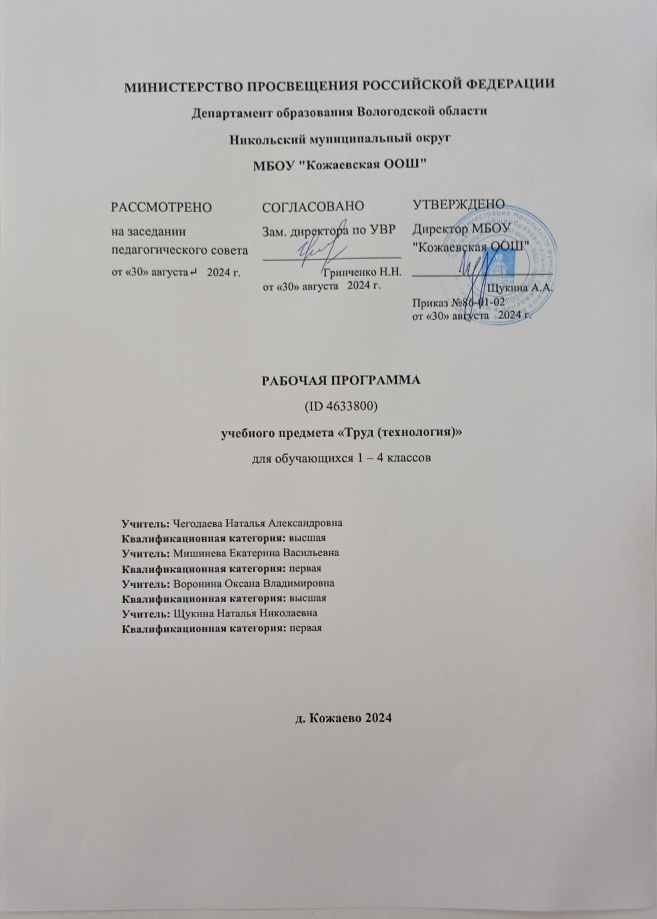 МИНИСТЕРСТВО ПРОСВЕЩЕНИЯ РОССИЙСКОЙ ФЕДЕРАЦИИ
Департамент образования Вологодской области
Никольский муниципальный округ
МБОУ "Кожаевская ООШ"
РАССМОТРЕНО
на заседании
педагогического совета
от «30» августа↵ 2024 г.
СОГЛАСОВАНО
Зам. директора по УВР
Гринченко Н.Н.
от «30» августа 2024 г.
УТВЕРЖДЕНО
Директор МБОУ
"Кожаевская ООШ"
Щукина А.А.
Приказ №86-01-02
от «30» августа 2024 г.
РАБОЧАЯ ПРОГРАММА
(ID 4633800)
учебного предмета «Труд (технология)»
для обучающихся 1 – 4 классов
Учитель: Чегодаева Наталья Александровна
Квалификационная категория: высшая
Учитель: Мишинева Екатерина Васильевна
Квалификационная категория: первая
Учитель: Воронина Оксана Владимировна
Квалификационная категория: высшая
Учитель: Щукина Наталья Николаевна
Квалификационная категория: первая
д. Кожаево 2024